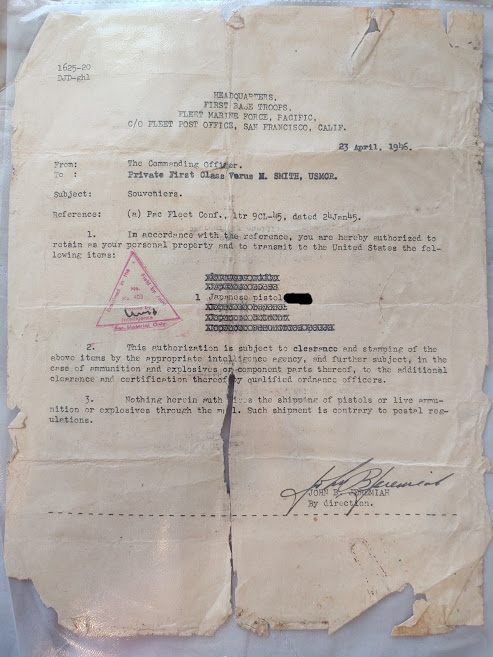 1625-20
DJD-ghl
HEADQUARTERS,
FIRST BASE TROOPS,
FLEET MARINE FORCE, PACIFIC,
C/O FLEET POST OFFICE, SAN FRANCISCO, CALIF.
23 April, 1946.
From: The Commanding Officer.
To : Private First Class Varus M. SMITH, USMCR.
Subject: Souveniers.
Reference: (a) Pac Fleet Conf., ltr 9CL-45, dated 24Jan45.
1. In accordance with the reference, you are hereby authorized to
retain as your personal property and to transmit to the United States the fol-
lowing items:
1 Japanese pistol
No.
2. This authorization is subject to clearance and stamping of the
above items by the appropriate intelligence agency, and further subject, in the
case of ammunition and explosives or component parts thereof, to the additional
clearance and certification thereof by qualified ordnance officers.
3. Nothing herein the shipping of pistols or live ammu-
nition or explosives through the mail. Such shipment is contrary to postal reg-
ulations.
JOHN B. JEREMIAH
By direction.